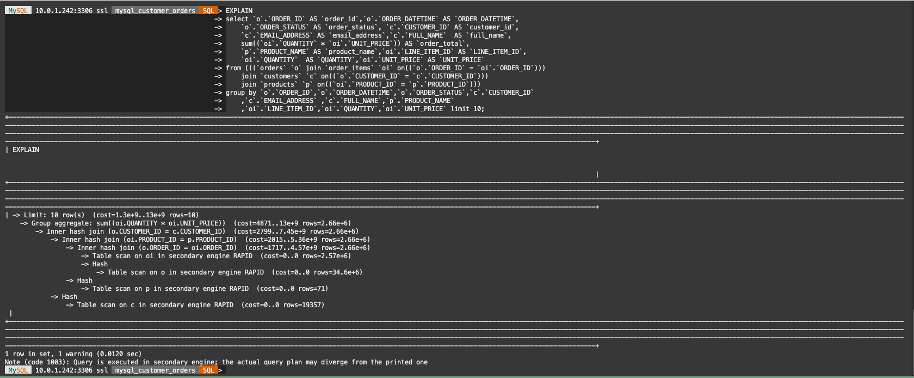 MySQL 10.0.1.242:3306 ssl mysql_customer_orders SQL > EXPLAIN
-> select `o`.`ORDER_ID` AS `order_id`,`o`.`ORDER_DATETIME` AS `ORDER_DATETIME`,
-> `o`.`ORDER_STATUS` AS `order_status`, `c`.`CUSTOMER_ID` AS `customer_id`,
-> `c`.`EMAIL_ADDRESS` AS `email_address`,`c`.`FULL_NAME` AS `full_name`,
-> sum((`oi`.`QUANTITY` * `oi`.`UNIT_PRICE`)) AS `order_total`,
-> `p`.`PRODUCT_NAME` AS `product_name`,`oi`.`LINE_ITEM_ID` AS `LINE_ITEM_ID`,
-> `oi`.`QUANTITY` AS `QUANTITY`,`oi`.`UNIT_PRICE` AS `UNIT_PRICE`
-> from (((`orders` `o` join `order_items` `oi` on((`o`.`ORDER_ID` = `oi`.`ORDER_ID`)))
-> join `customers` `c` on((`o`.`CUSTOMER_ID` = `c`.`CUSTOMER_ID`)))
-> join `products` `p` on((`oi`.`PRODUCT_ID` = `p`.`PRODUCT_ID`)))
-> group by `o`.`ORDER_ID`,`o`.`ORDER_DATETIME`,`o`.`ORDER_STATUS`,`c`.`CUSTOMER_ID`
-> ,`c`.`EMAIL_ADDRESS`,`c`.`FULL_NAME`,`p`.`PRODUCT_NAME`
-> ,`oi`.`LINE_ITEM_ID`,`oi`.`QUANTITY`,`oi`.`UNIT_PRICE` limit 10;
| EXPLAIN
|
| -> Limit: 10 row(s) (cost=1.3e+9..13e+9 rows=10)
-> Group aggregate: sum((oi.QUANTITY * oi.UNIT_PRICE)) (cost=4871..13e+9 rows=2.66e+6)
-> Inner hash join (o.CUSTOMER_ID = c.CUSTOMER_ID) (cost=2799..7.45e+9 rows=2.66e+6)
-> Inner hash join (oi.PRODUCT_ID = p.PRODUCT_ID) (cost=2015..5.36e+9 rows=2.66e+6)
-> Inner hash join (o.ORDER_ID = oi.ORDER_ID) (cost=1717..4.57e+9 rows=2.66e+6)
-> Table scan on oi in secondary engine RAPID (cost=0..0 rows=2.57e+6)
-> Hash
-> Table scan on o in secondary engine RAPID (cost=0..0 rows=34.6e+6)
-> Hash
-> Table scan on p in secondary engine RAPID (cost=0..0 rows=71)
-> Hash
-> Table scan on c in secondary engine RAPID (cost=0..0 rows=19357)
|
1 row in set, 1 warning (0.0120 sec)
Note (code 1003): Query is executed in secondary engine; the actual query plan may diverge from the printed one
MySQL 10.0.1.242:3306 ssl mysql_customer_orders SQL >